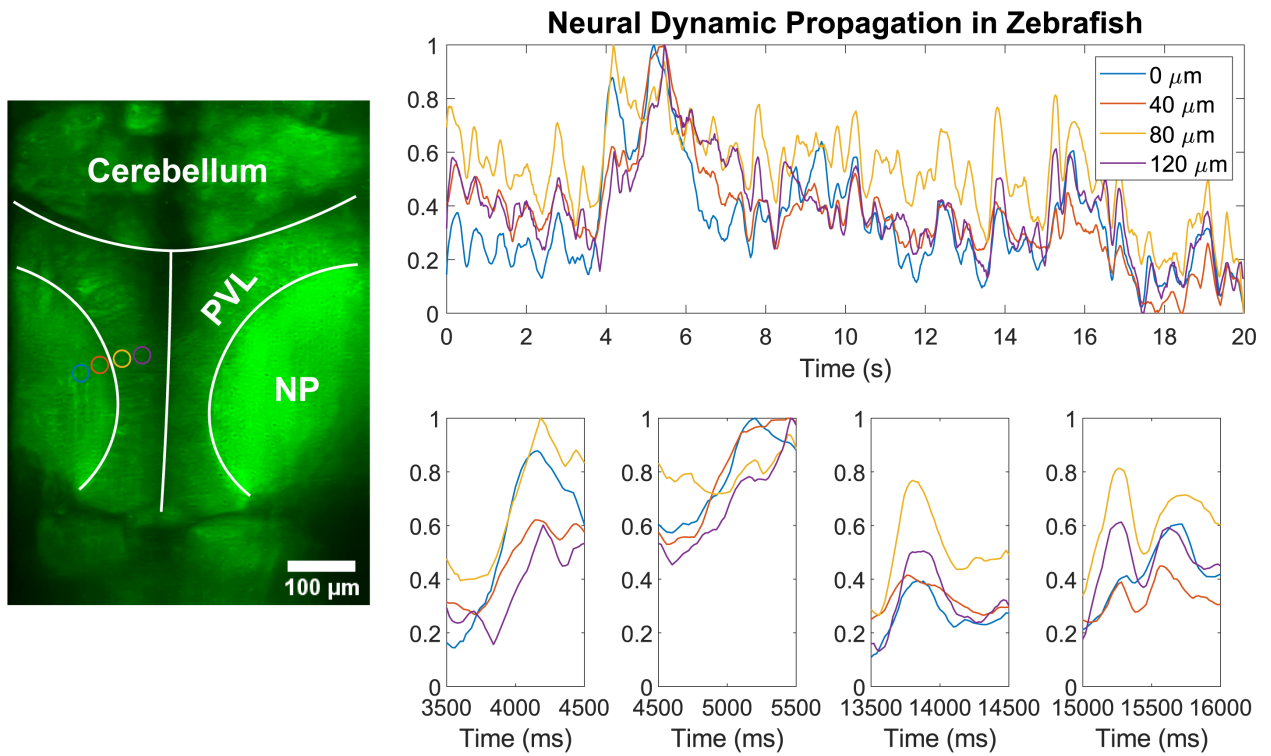 Neural Dynamic Propagation in Zebrafish
Cerebellum
PVL
NP
100 μm
1
0.8
0.6
0.4
0.2
0
0 2 4 6 8 10 12 14 16 18 20
Time (s)
0 μm
40 μm
80 μm
120 μm
1
0.8
0.6
0.4
0.2
0
3500 4000 4500
Time (ms)
1
0.8
0.6
0.4
0.2
0
4500 5000 5500
Time (ms)
1
0.8
0.6
0.4
0.2
0
13500 14000 14500
Time (ms)
1
0.8
0.6
0.4
0.2
0
15000 15500 16000
Time (ms)